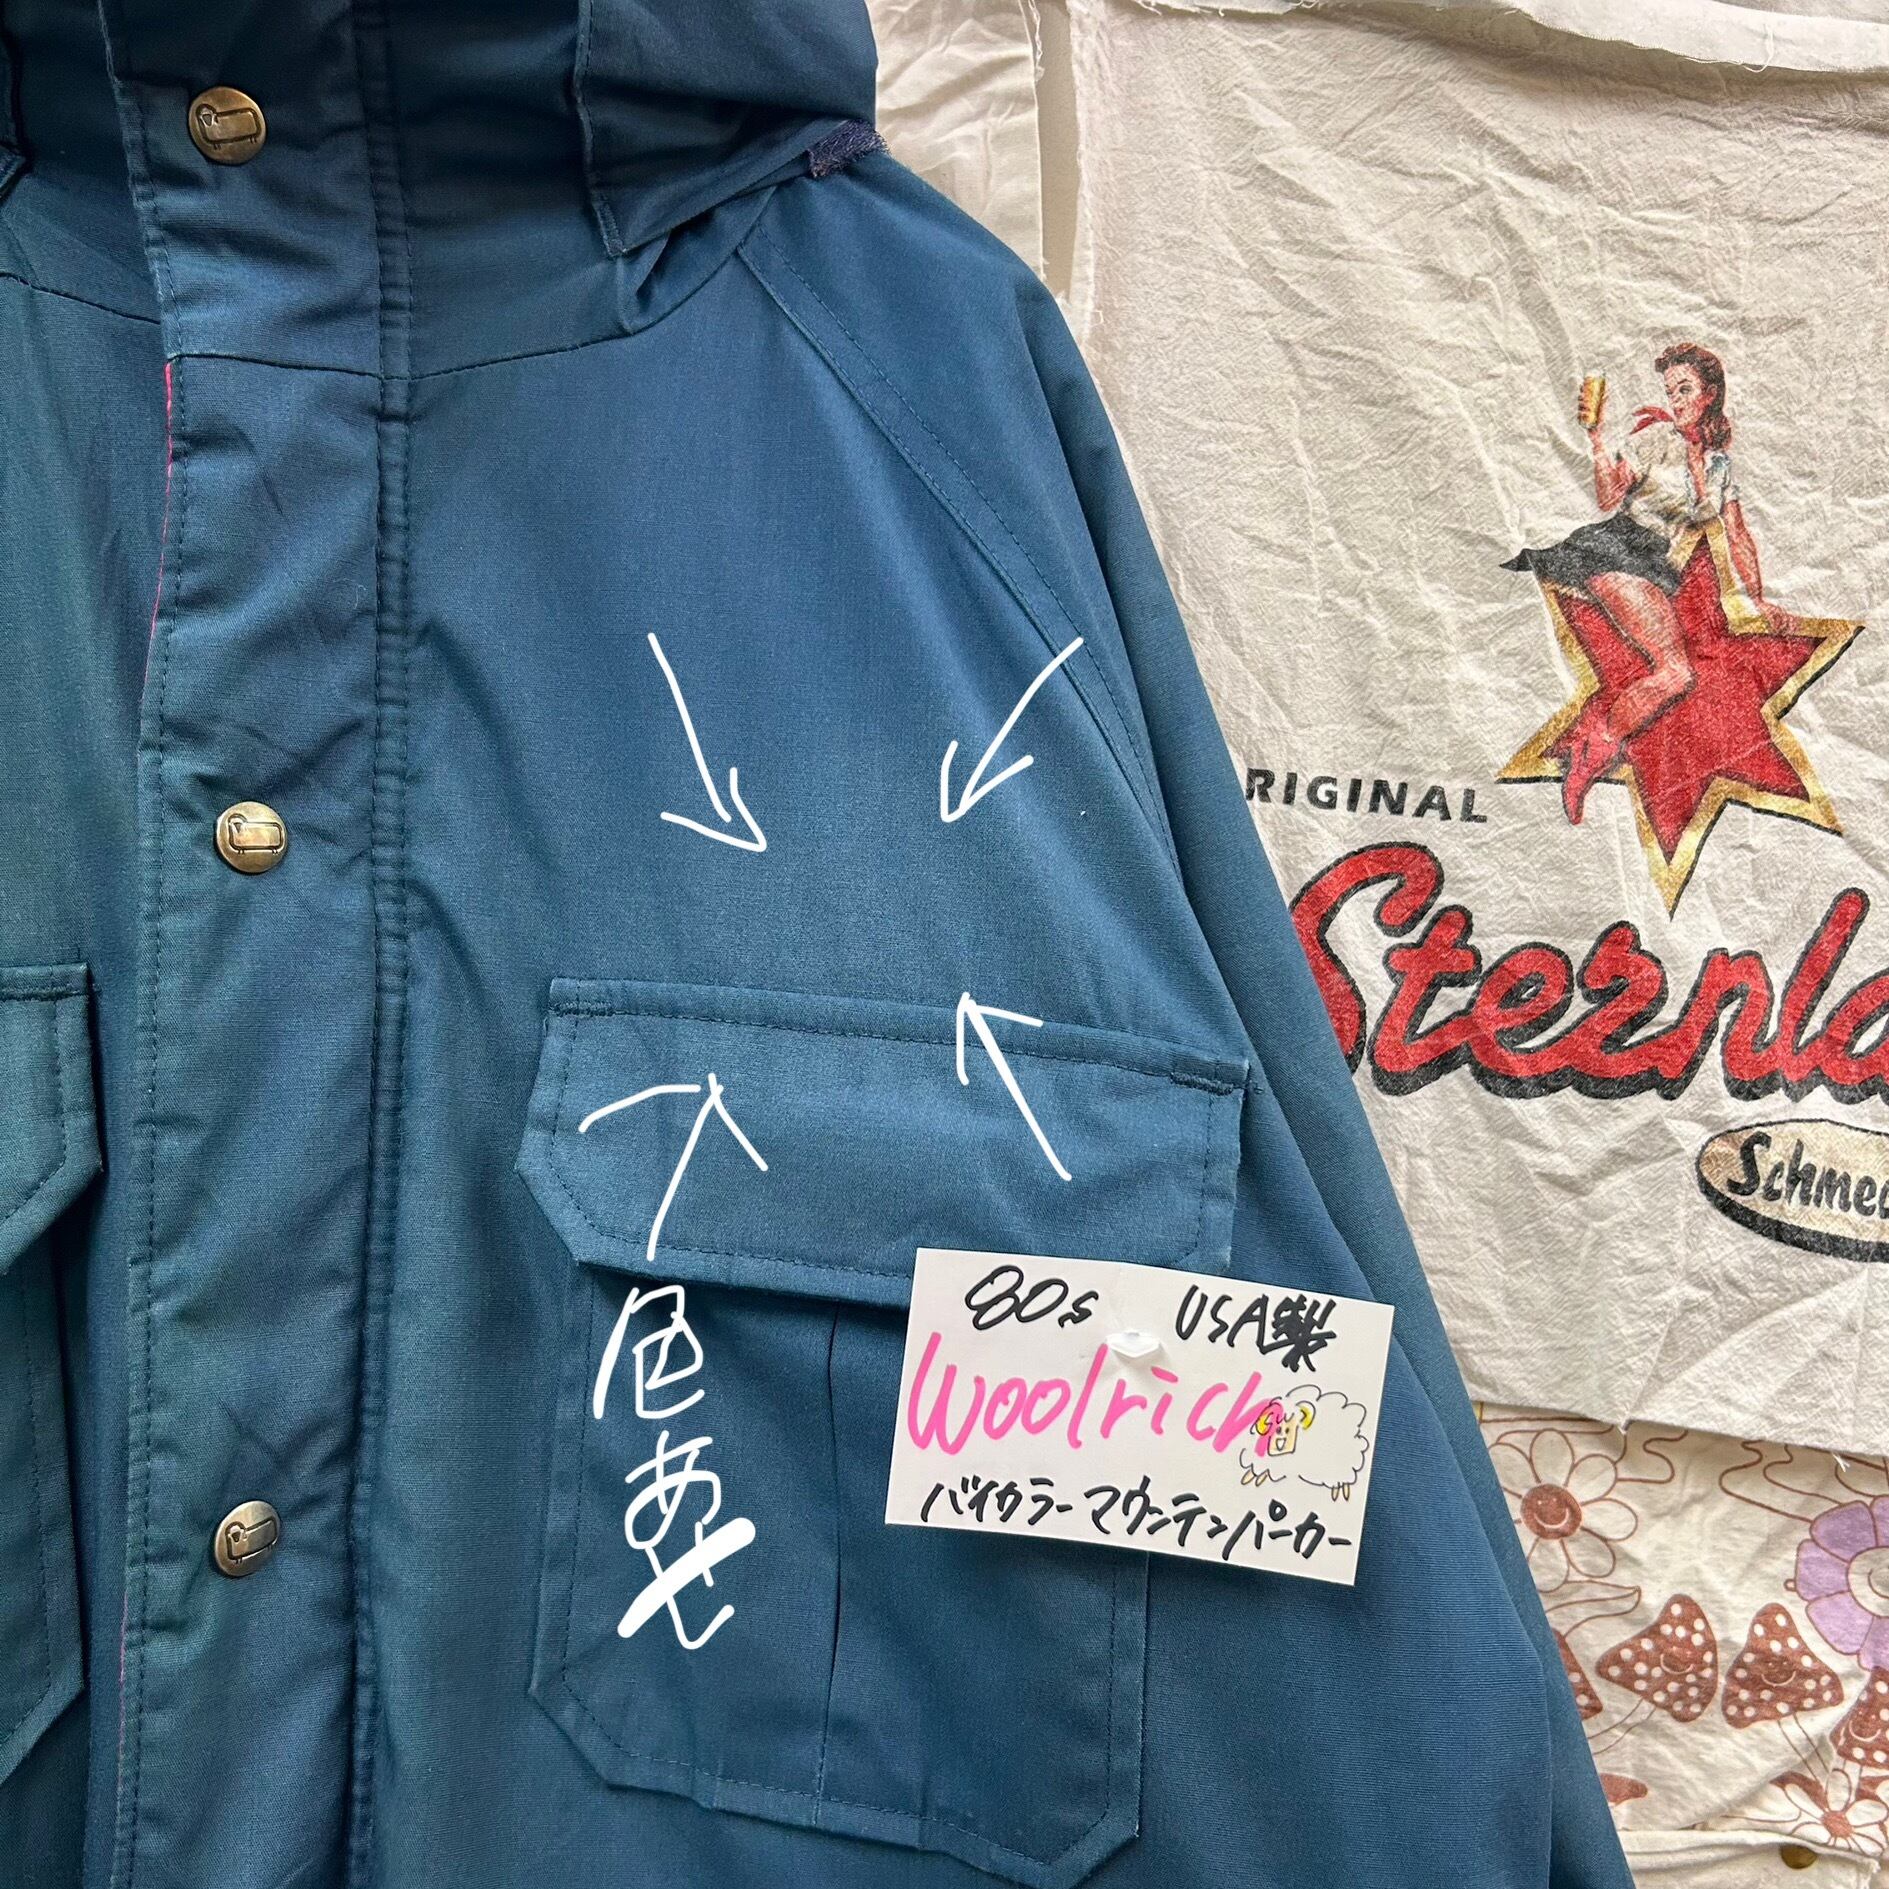 RIGINAL
Sternla
Schme
80s USA製
Woolrich
バイカラーマウンテンパーカー
色あせ